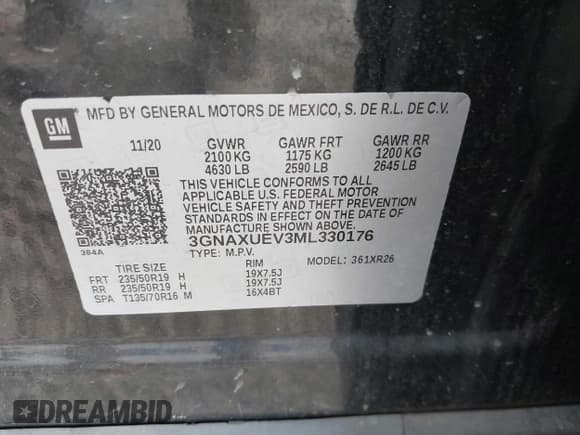 GM
MFD BY GENERAL MOTORS DE MEXICO, S. DE R.L. DE C.V.
11/20 GVWR GAWR FRT GAWR RR
2100 KG 1175 KG 1200 KG
4630 LB 2590 LB 2645 LB
THIS VEHICLE CONFORMS TO ALL
APPLICABLE U.S. FEDERAL MOTOR
VEHICLE SAFETY AND THEFT PREVENTION
STANDARDS IN EFFECT ON THE DATE OF
MANUFACTURE SHOWN ABOVE.
384A
3GNAXUEV3ML330176
TYPE: M.P.V. MODEL: 361XR26
TIRE SIZE RIM
FRT 235/50R19 H 19X7.5J
RR 235/50R19 H 19X7.5J
SPA T135/70R16 M 16X4BT
DREAMBID